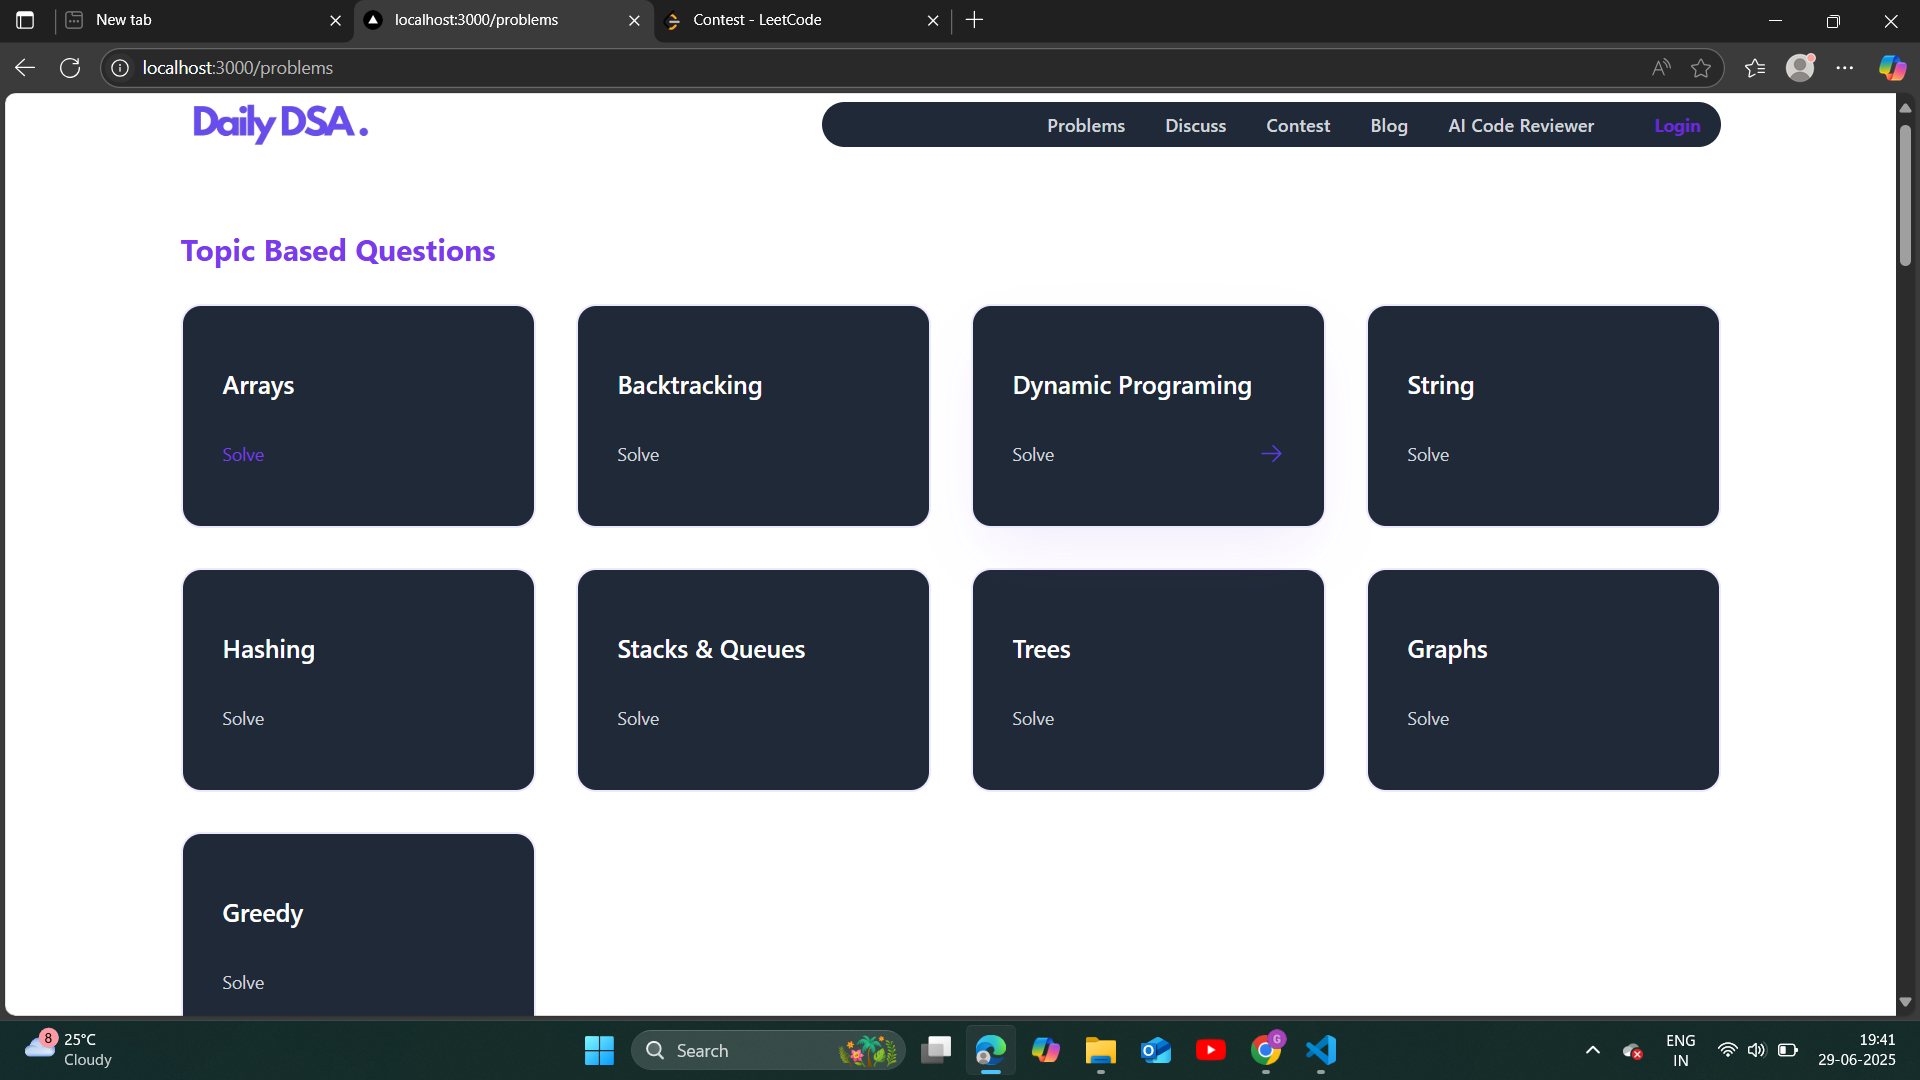 New tab
localhost:3000/problems
Contest - LeetCode
localhost:3000/problems
Daily DSA .
Problems Discuss Contest Blog AI Code Reviewer Login
Topic Based Questions
Arrays
Solve
Backtracking
Solve
Dynamic Programing
Solve
String
Solve
Hashing
Solve
Stacks & Queues
Solve
Trees
Solve
Graphs
Solve
Greedy
Solve
8
25°C
Cloudy
Search
G
ENG
IN
19:41
29-06-2025